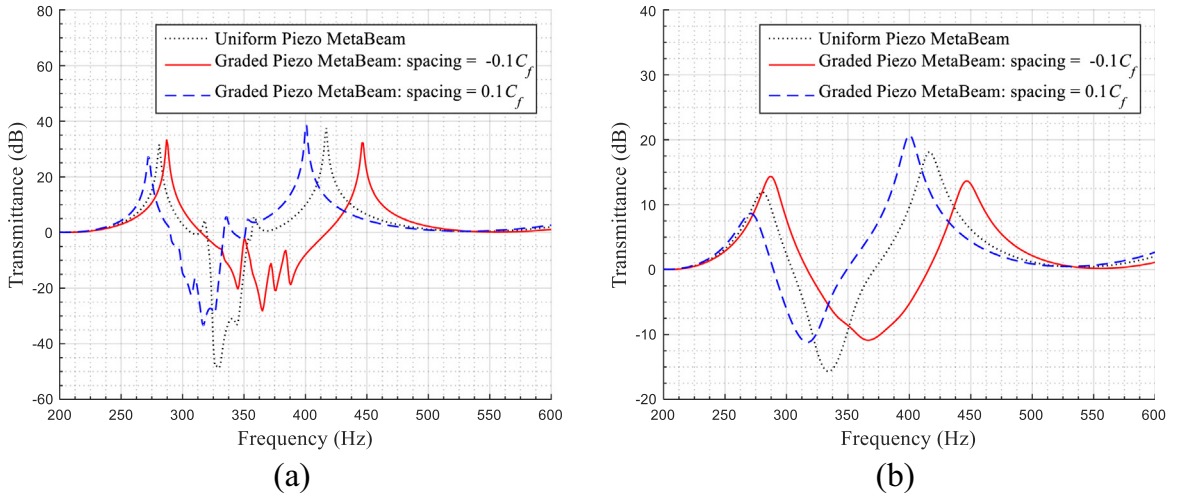 80
60
40
20
0
-20
-40
-60
Transmittance (dB)
Uniform Piezo MetaBeam
Graded Piezo MetaBeam: spacing = -0.1C_f
Graded Piezo MetaBeam: spacing = 0.1C_f
200 250 300 350 400 450 500 550 600
Frequency (Hz)
(a)
40
30
20
10
0
-10
-20
Transmittance (dB)
Uniform Piezo MetaBeam
Graded Piezo MetaBeam: spacing = -0.1C_f
Graded Piezo MetaBeam: spacing = 0.1C_f
200 250 300 350 400 450 500 550 600
Frequency (Hz)
(b)